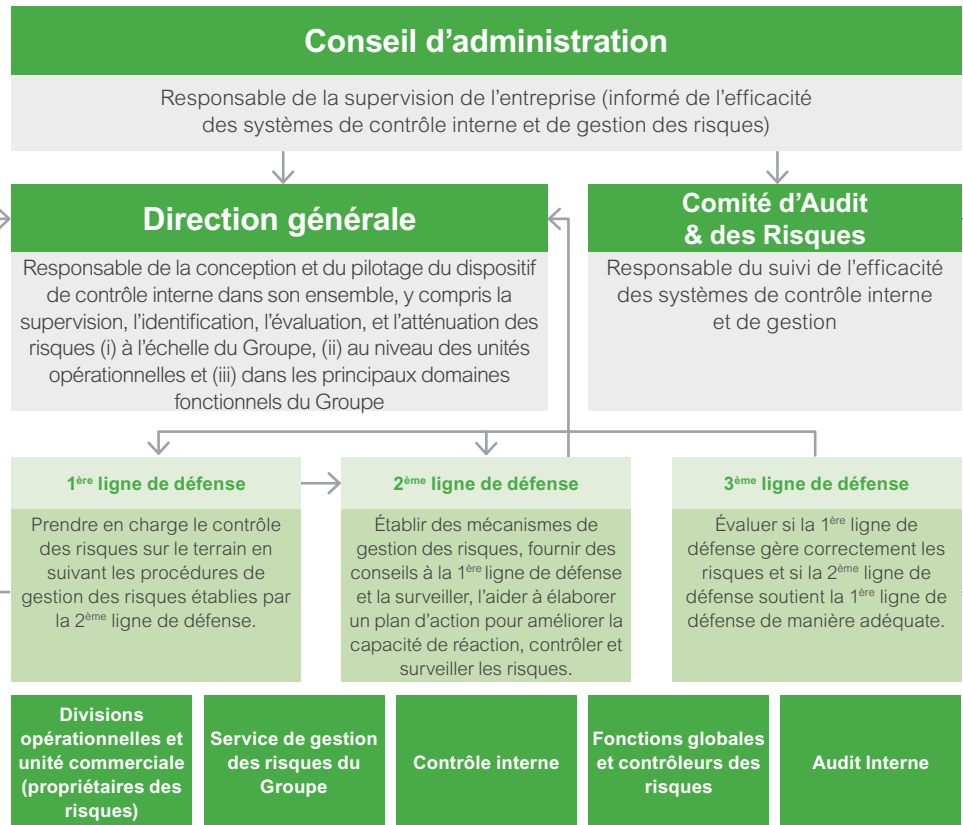 Conseil d'administration
Responsable de la supervision de l'entreprise (informé de l'efficacité
des systèmes de contrôle interne et de gestion des risques)
Direction générale
Responsable de la conception et du pilotage du dispositif
de contrôle interne dans son ensemble, y compris la
supervision, l'identification, l'évaluation, et l'atténuation des
risques (i) à l'échelle du Groupe, (ii) au niveau des unités
opérationnelles et (iii) dans les principaux domaines
fonctionnels du Groupe
Comité d'Audit
& des Risques
Responsable du suivi de l'efficacité
des systèmes de contrôle interne
et de gestion
1ère ligne de défense
Prendre en charge le contrôle
des risques sur le terrain en
suivant les procédures de
gestion des risques établies par
la 2ème ligne de défense.
2ème ligne de défense
Établir des mécanismes de
gestion des risques, fournir des
conseils à la 1ère ligne de défense
et la surveiller, l'aider à élaborer
un plan d'action pour améliorer la
capacité de réaction, contrôler et
surveiller les risques.
3ème ligne de défense
Évaluer si la 1ère ligne de
défense gère correctement les
risques et si la 2ème ligne de
défense soutient la 1ère ligne de
défense de manière adéquate.
Divisions
opérationnelles et
unité commerciale
(propriétaires des
risques)
Service de gestion
des risques du
Groupe
Contrôle interne
Fonctions globales
et contrôleurs des
risques
Audit Interne